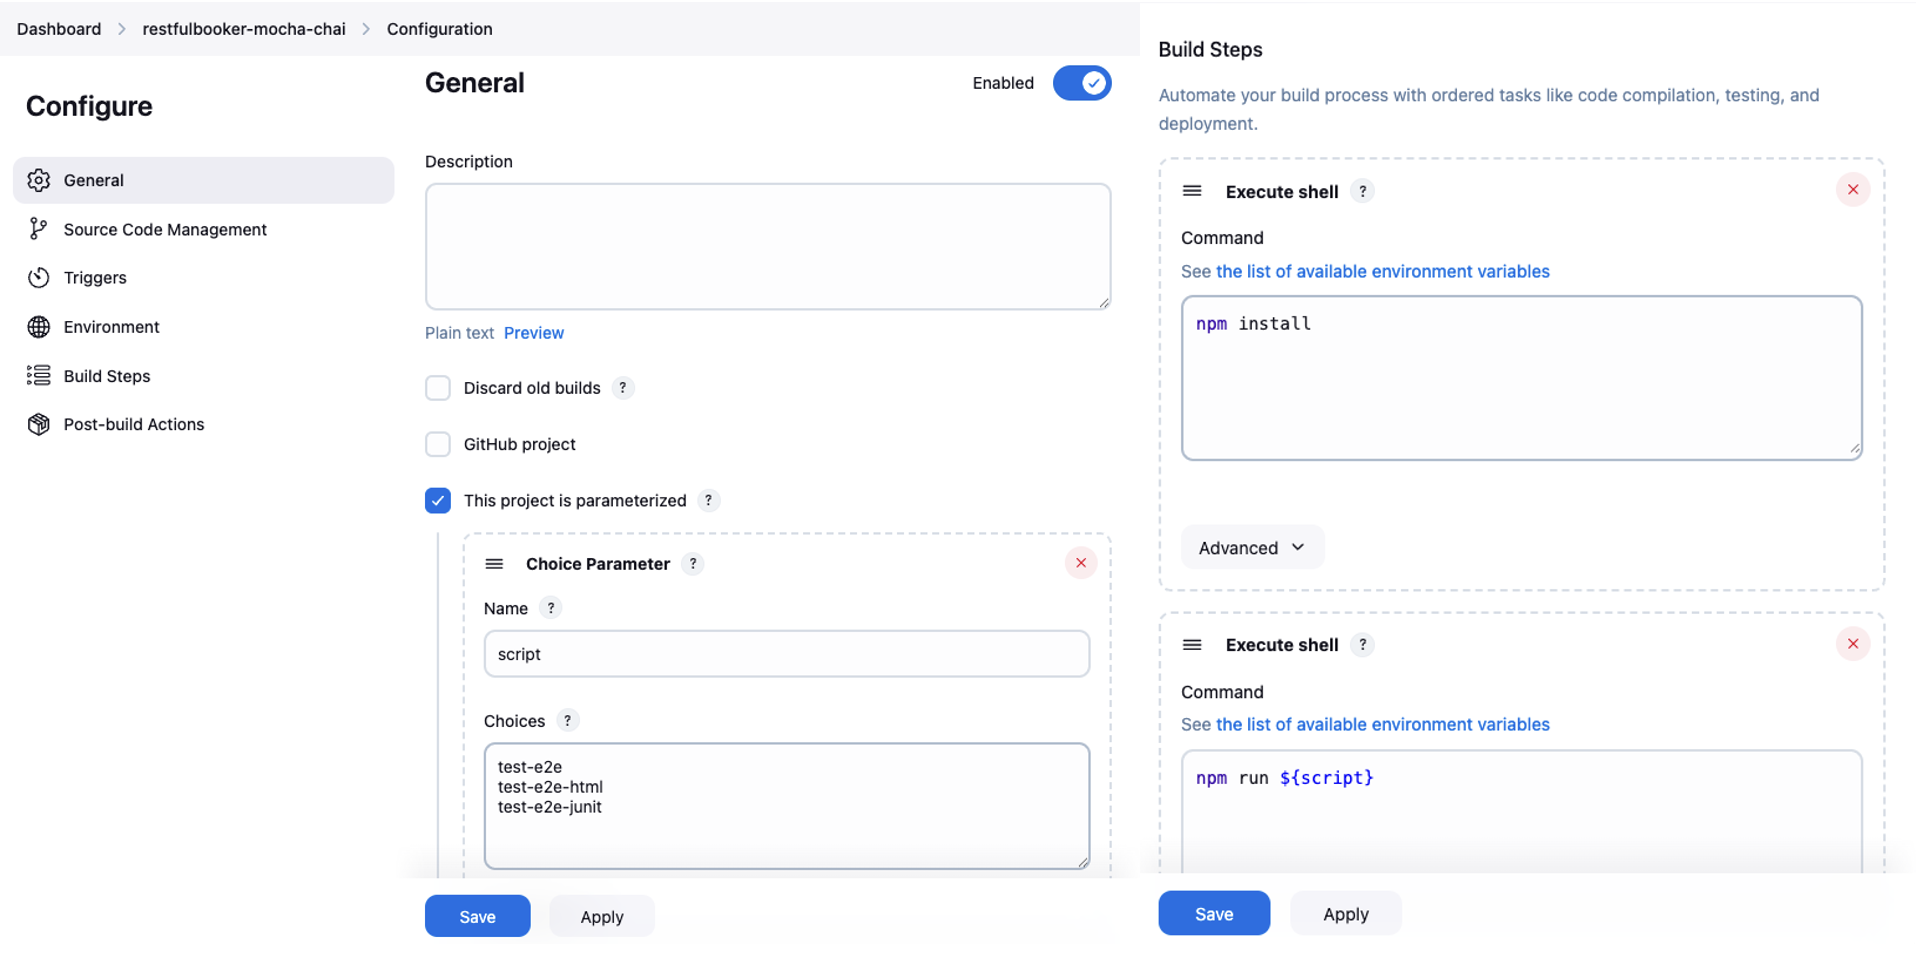 Dashboard > restfulbooker-mocha-chai > Configuration
Configure
General
Source Code Management
Triggers
Environment
Build Steps
Post-build Actions
General
Enabled
Description
Plain text Preview
Discard old builds ?
GitHub project
This project is parameterized ?
Choice Parameter ?
Name ?
script
Choices ?
test-e2e
test-e2e-html
test-e2e-junit
Save Apply
Build Steps
Automate your build process with ordered tasks like code compilation, testing, and
deployment.
Execute shell ?
Command
See the list of available environment variables
npm install
Advanced
Execute shell ?
Command
See the list of available environment variables
npm run ${script}
Save Apply